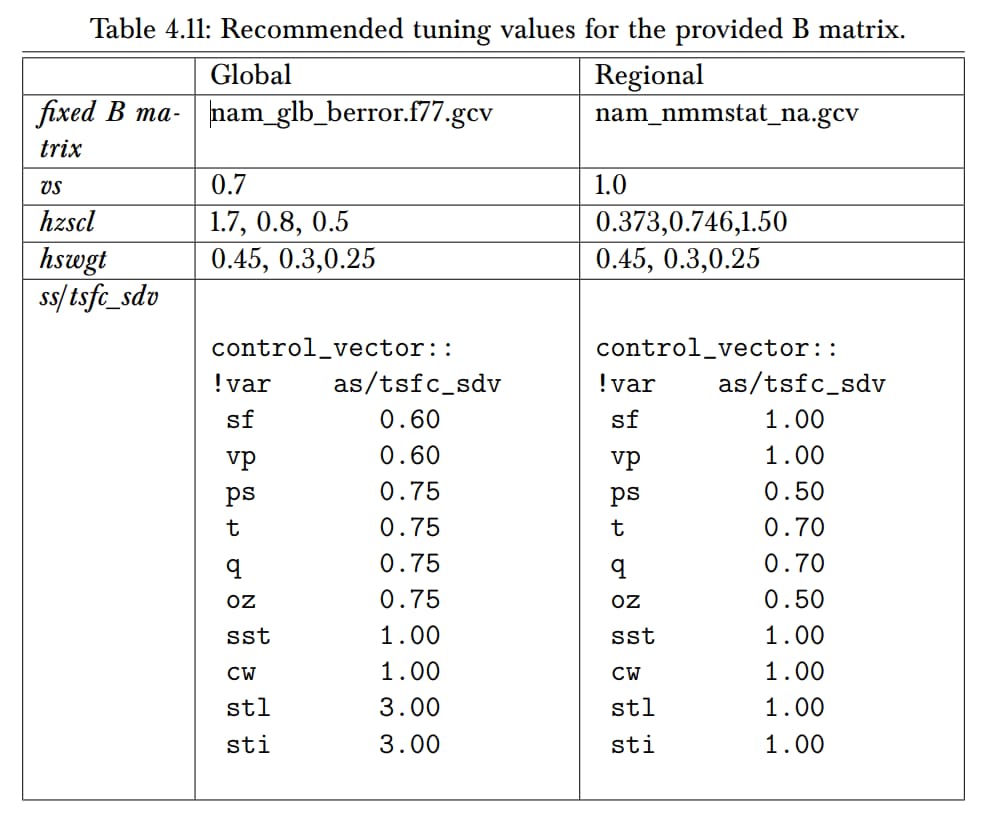 Table 4.11: Recommended tuning values for the provided B matrix.
Global Regional
fixed B ma- nam_glb_berror.f77.gcv nam_nmmstat_na.gcv
trix
vs 0.7 1.0
hzscl 1.7, 0.8, 0.5 0.373,0.746,1.50
hswgt 0.45, 0.3,0.25 0.45, 0.3,0.25
ss/tsfc_sdv
control_vector:: control_vector::
!var as/tsfc_sdv !var as/tsfc_sdv
sf 0.60 sf 1.00
vp 0.60 vp 1.00
ps 0.75 ps 0.50
t 0.75 t 0.70
q 0.75 q 0.70
oz 0.75 oz 0.50
sst 1.00 sst 1.00
cw 1.00 cw 1.00
stl 3.00 stl 1.00
sti 3.00 sti 1.00